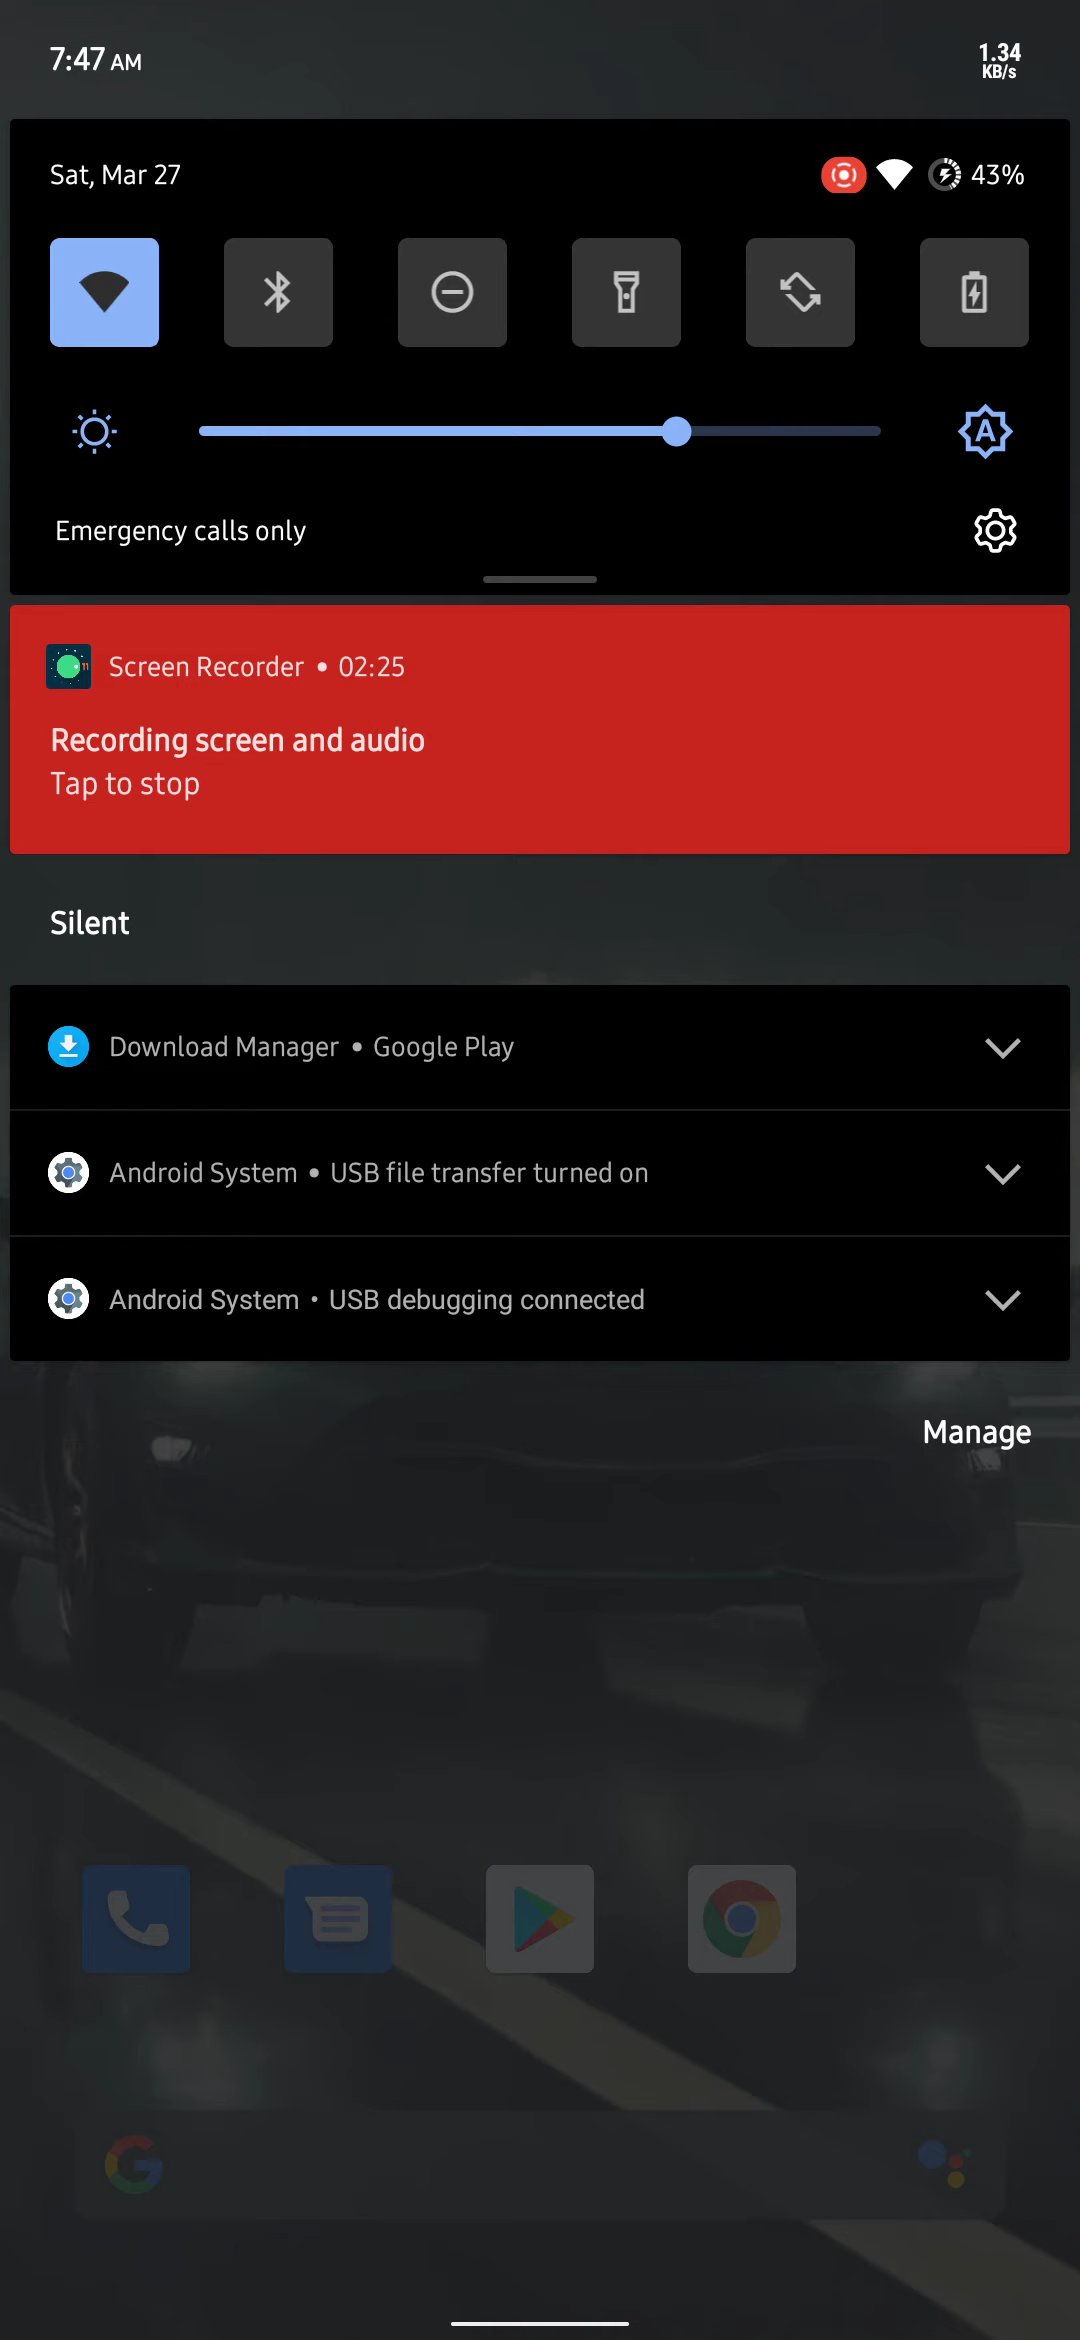 7:47 AM
1.34
KB/s
Sat, Mar 27
43%
A
Emergency calls only
Screen Recorder • 02:25
Recording screen and audio
Tap to stop
Silent
Download Manager • Google Play
Android System • USB file transfer turned on
Android System • USB debugging connected
Manage